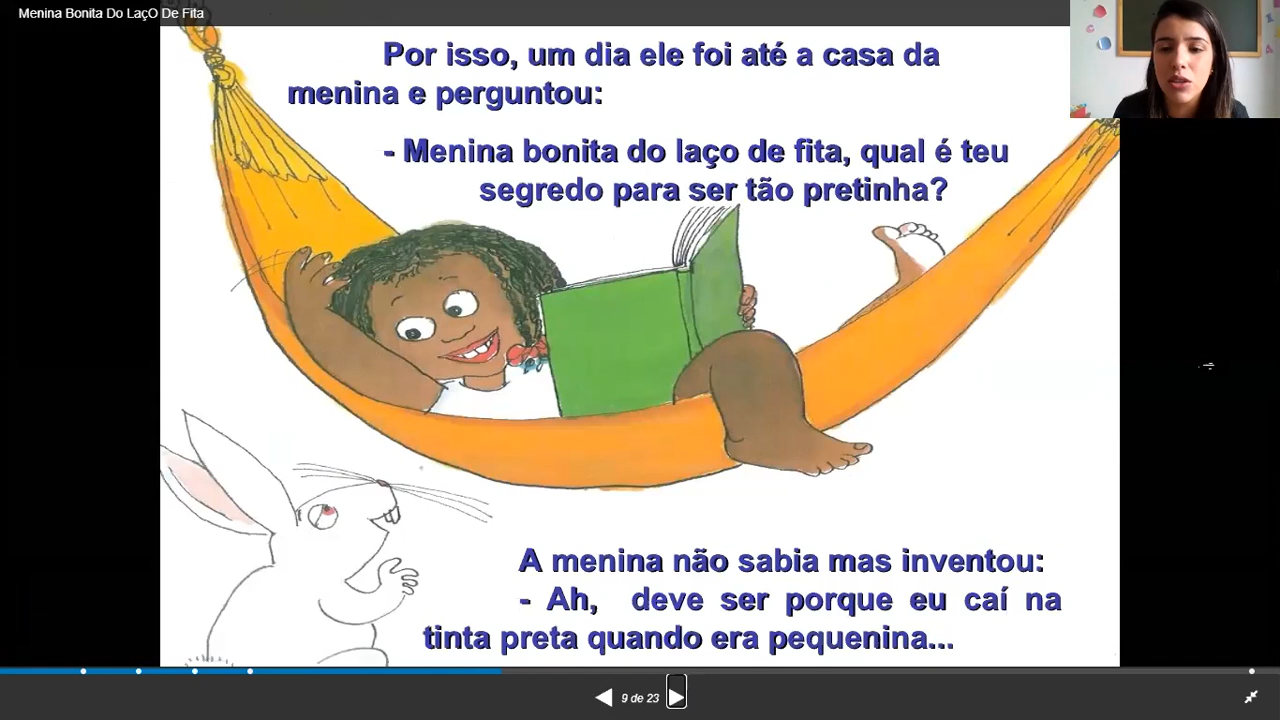 Menina Bonita Do LaçO De Fita
Por isso, um dia ele foi até a casa da
menina e perguntou:
- Menina bonita do laço de fita, qual é teu
segredo para ser tão pretinha?
A menina não sabia mas inventou:
- Ah, deve ser porque eu caí na
tinta preta quando era pequenina...
9 de 23